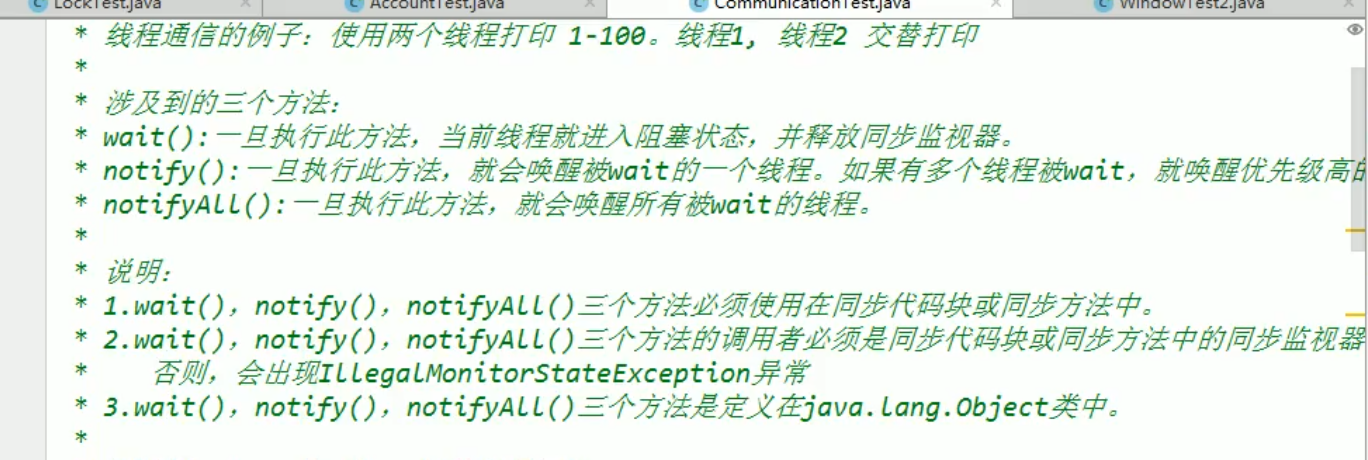 LockTest.java AccountTest.java CommunicationTest.java WindowTest2.java
* 线程通信的例子：使用两个线程打印 1-100。线程1, 线程2 交替打印
*
* 涉及到的三个方法：
* wait():一旦执行此方法，当前线程就进入阻塞状态，并释放同步监视器。
* notify():一旦执行此方法，就会唤醒被wait的一个线程。如果有多个线程被wait，就唤醒优先级高的
* notifyAll():一旦执行此方法，就会唤醒所有被wait的线程。
*
* 说明：
* 1.wait()，notify()，notifyAll()三个方法必须使用在同步代码块或同步方法中。
* 2.wait()，notify()，notifyAll()三个方法的调用者必须是同步代码块或同步方法中的同步监视器
* 否则，会出现IllegalMonitorStateException异常
* 3.wait()，notify()，notifyAll()三个方法是定义在java.lang.Object类中。
*